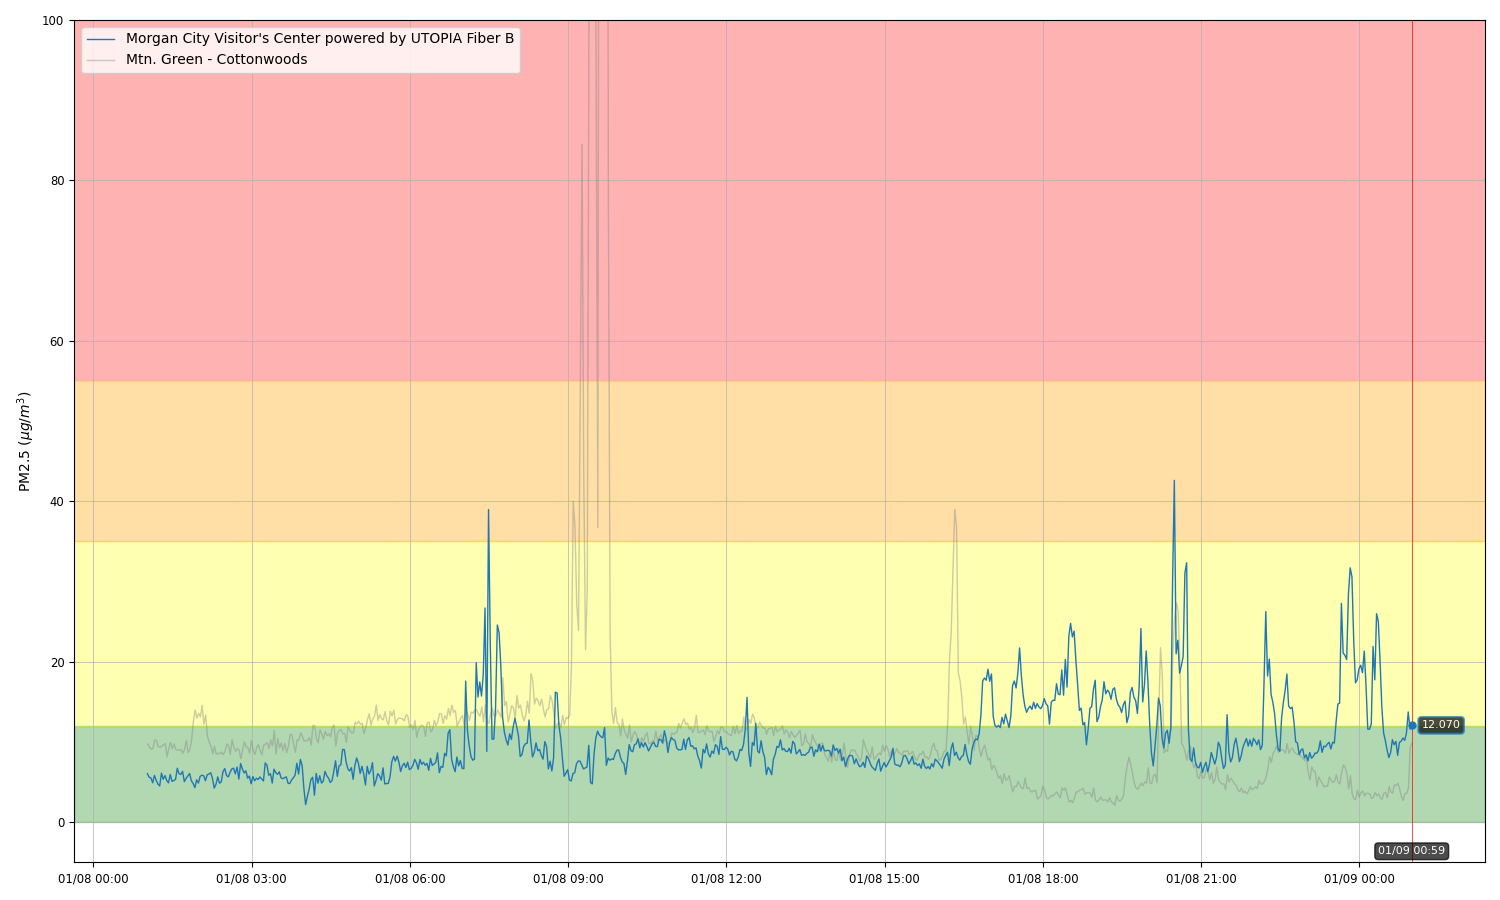 100
Morgan City Visitor's Center powered by UTOPIA Fiber B
Mtn. Green - Cottonwoods
80
60
PM2.5 (μg/m³)
40
20
12.070
0
01/09 00:59
01/08 00:00 01/08 03:00 01/08 06:00 01/08 09:00 01/08 12:00 01/08 15:00 01/08 18:00 01/08 21:00 01/09 00:00